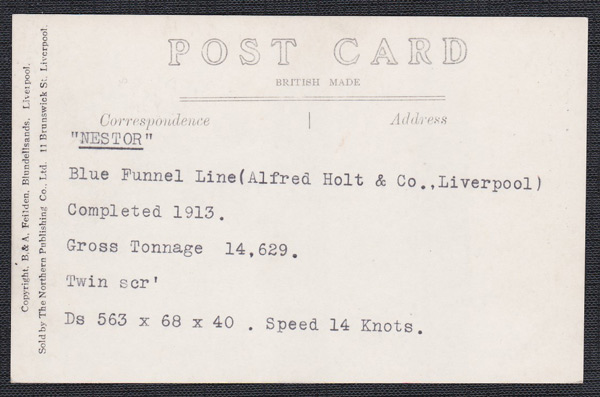 POST CARD
BRITISH MADE
Correspondence | Address
"NESTOR"
Blue Funnel Line(Alfred Holt & Co.,Liverpool)
Completed 1913.
Gross Tonnage 14,629.
Twin scr'
Ds 563 x 68 x 40 . Speed 14 Knots.
Copyright. B.& A. Feilden. Blundellsands. Liverpool.
Sold by The Northern Publishing Co., Ltd. 11 Brunswick St. Liverpool.